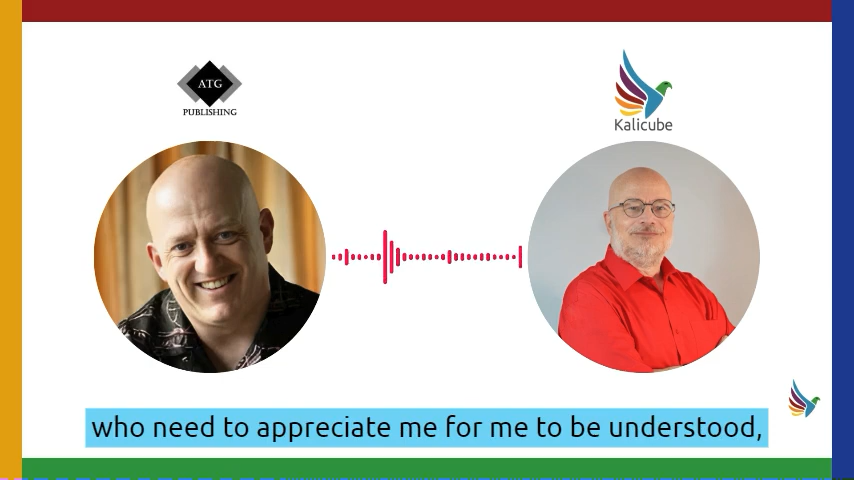 ATG
PUBLISHING
Kalicube
who need to appreciate me for me to be understood,